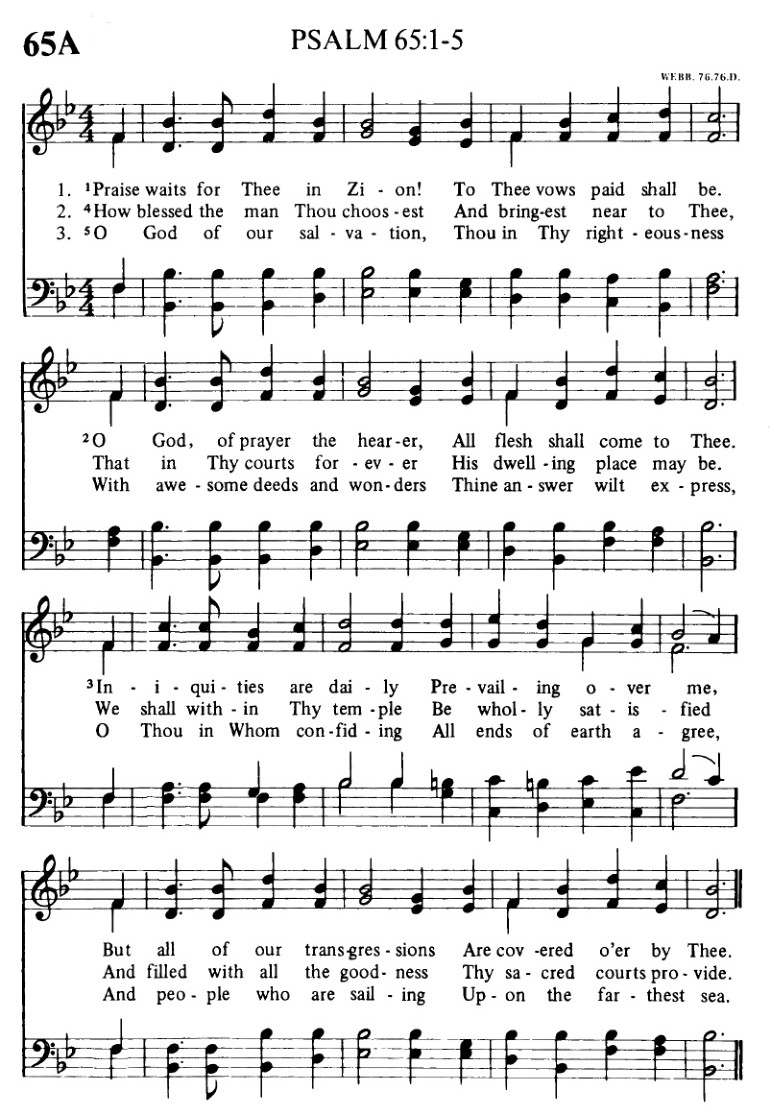 65A
PSALM 65:1-5
WEBB. 76.76.D.
1. ¹Praise waits for Thee in Zi - on! To Thee vows paid shall be.
2. ⁴How blessed the man Thou choos - est And bring-est near to Thee,
3. ⁵O God of our sal - va - tion, Thou in Thy right - eous - ness
²O God, of prayer the hear - er, All flesh shall come to Thee.
That in Thy courts for - ev - er His dwell - ing place may be.
With awe - some deeds and won - ders Thine an - swer wilt ex - press,
³In - i - qui - ties are dai - ly Pre - vail - ing o - ver me,
We shall with - in Thy tem - ple Be whol - ly sat - is - fied
O Thou in Whom con - fid - ing All ends of earth a - gree,
But all of our trans-gres - sions Are cov - ered o'er by Thee.
And filled with all the good - ness Thy sa - cred courts pro - vide.
And peo - ple who are sail - ing Up - on the far - thest sea.